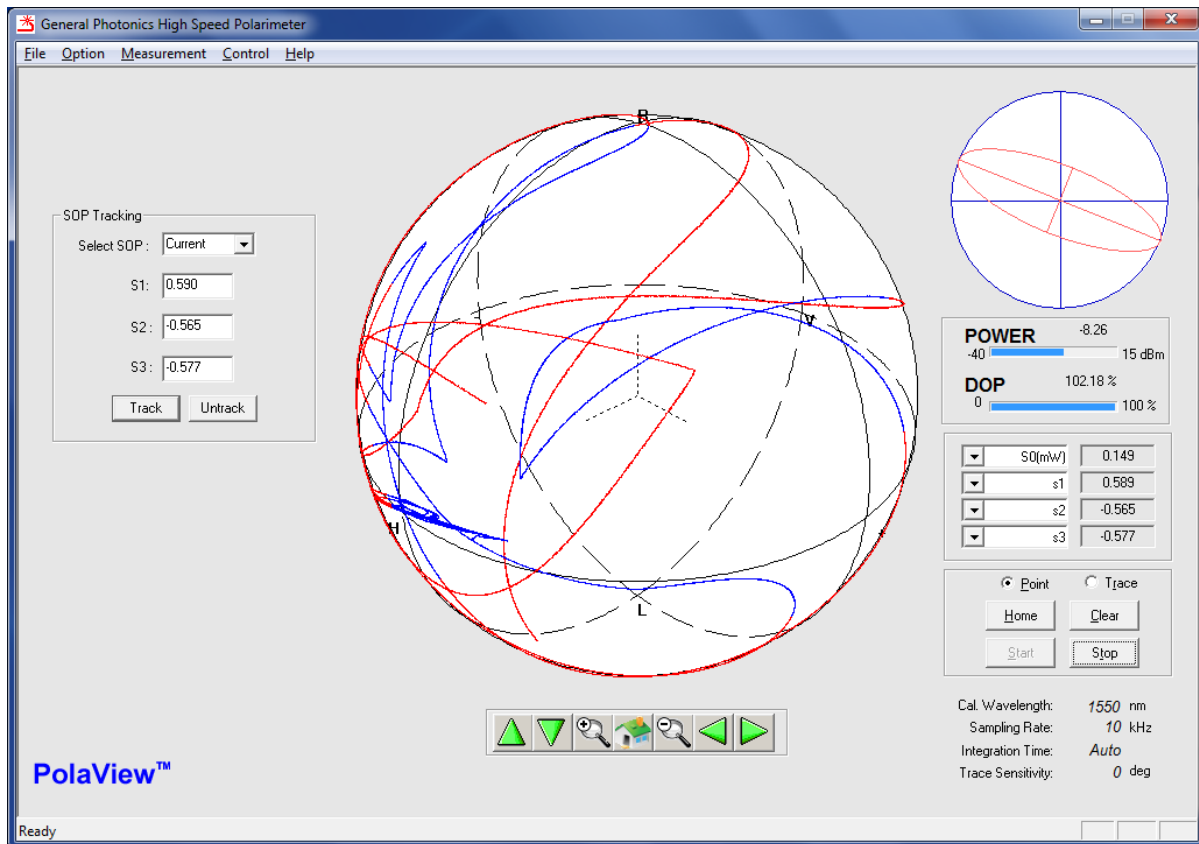 General Photonics High Speed Polarimeter
File Option Measurement Control Help
SOP Tracking
Select SOP : Current
S1: 0.590
S2 : -0.565
S3 : -0.577
Track Untrack
R
V
H
L
POWER -8.26
-40 15 dBm
DOP 102.18 %
0 100 %
S0(mW) 0.149
s1 0.589
s2 -0.565
s3 -0.577
Point Trace
Home Clear
Start Stop
Cal. Wavelength: 1550 nm
Sampling Rate: 10 kHz
Integration Time: Auto
Trace Sensitivity: 0 deg
PolaView™
Ready